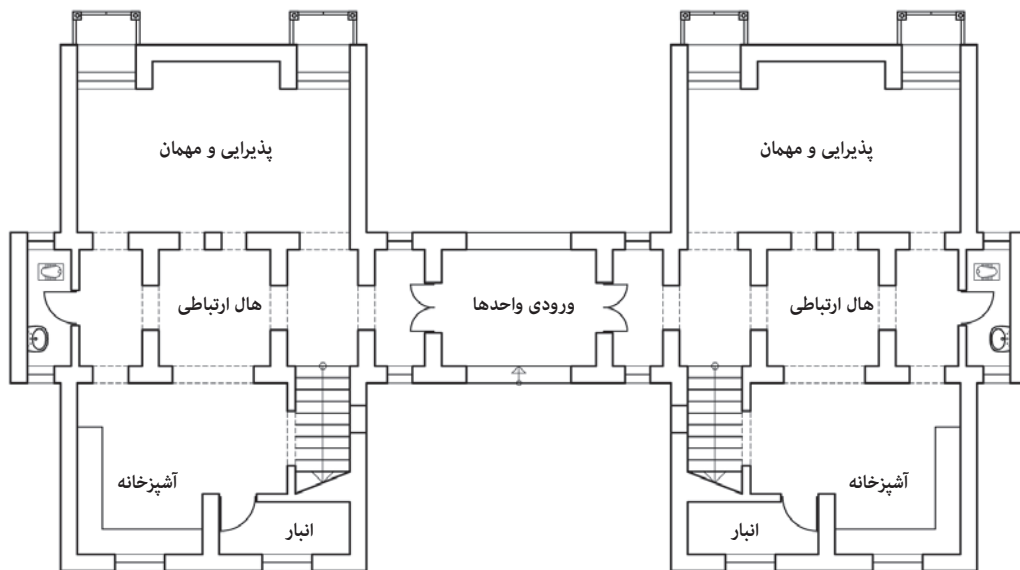 پذیرایی و مهمان
پذیرایی و مهمان
هال ارتباطی
ورودی واحدها
هال ارتباطی
آشپزخانه
آشپزخانه
انبار
انبار